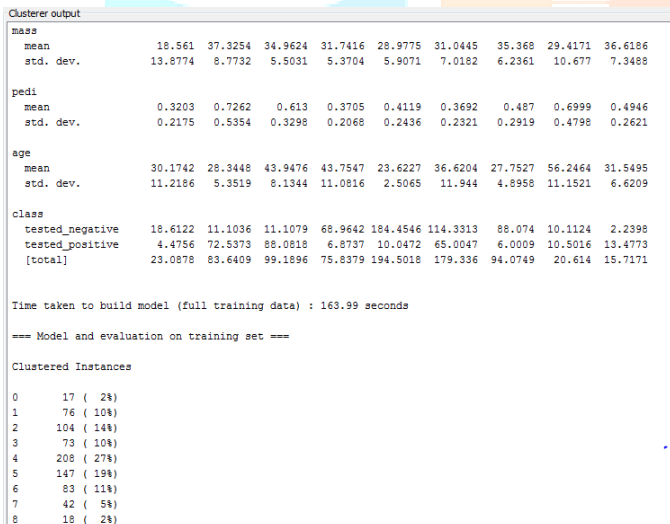 Clusterer output
mass
mean 18.561 37.3254 34.9624 31.7416 28.9775 31.0445 35.368 29.4171 36.6186
std. dev. 13.8774 8.7732 5.5031 5.3704 5.9071 7.0182 6.2361 10.677 7.3488
pedi
mean 0.3203 0.7262 0.613 0.3705 0.4119 0.3692 0.487 0.6999 0.4946
std. dev. 0.2175 0.5354 0.3298 0.2068 0.2436 0.2321 0.2919 0.4798 0.2621
age
mean 30.1742 28.3448 43.9476 43.7547 23.6227 36.6204 27.7527 56.2464 31.5495
std. dev. 11.2186 5.3519 8.1344 11.0816 2.5065 11.944 4.8958 11.1521 6.6209
class
tested_negative 18.6122 11.1036 11.1079 68.9642 184.4546 114.3313 88.074 10.1124 2.2398
tested_positive 4.4756 72.5373 88.0818 6.8737 10.0472 65.0047 6.0009 10.5016 13.4773
[total] 23.0878 83.6409 99.1896 75.8379 194.5018 179.336 94.0749 20.614 15.7171
Time taken to build model (full training data) : 163.99 seconds
=== Model and evaluation on training set ===
Clustered Instances
0 17 ( 2%)
1 76 ( 10%)
2 104 ( 14%)
3 73 ( 10%)
4 208 ( 27%)
5 147 ( 19%)
6 83 ( 11%)
7 42 ( 5%)
8 18 ( 2%)